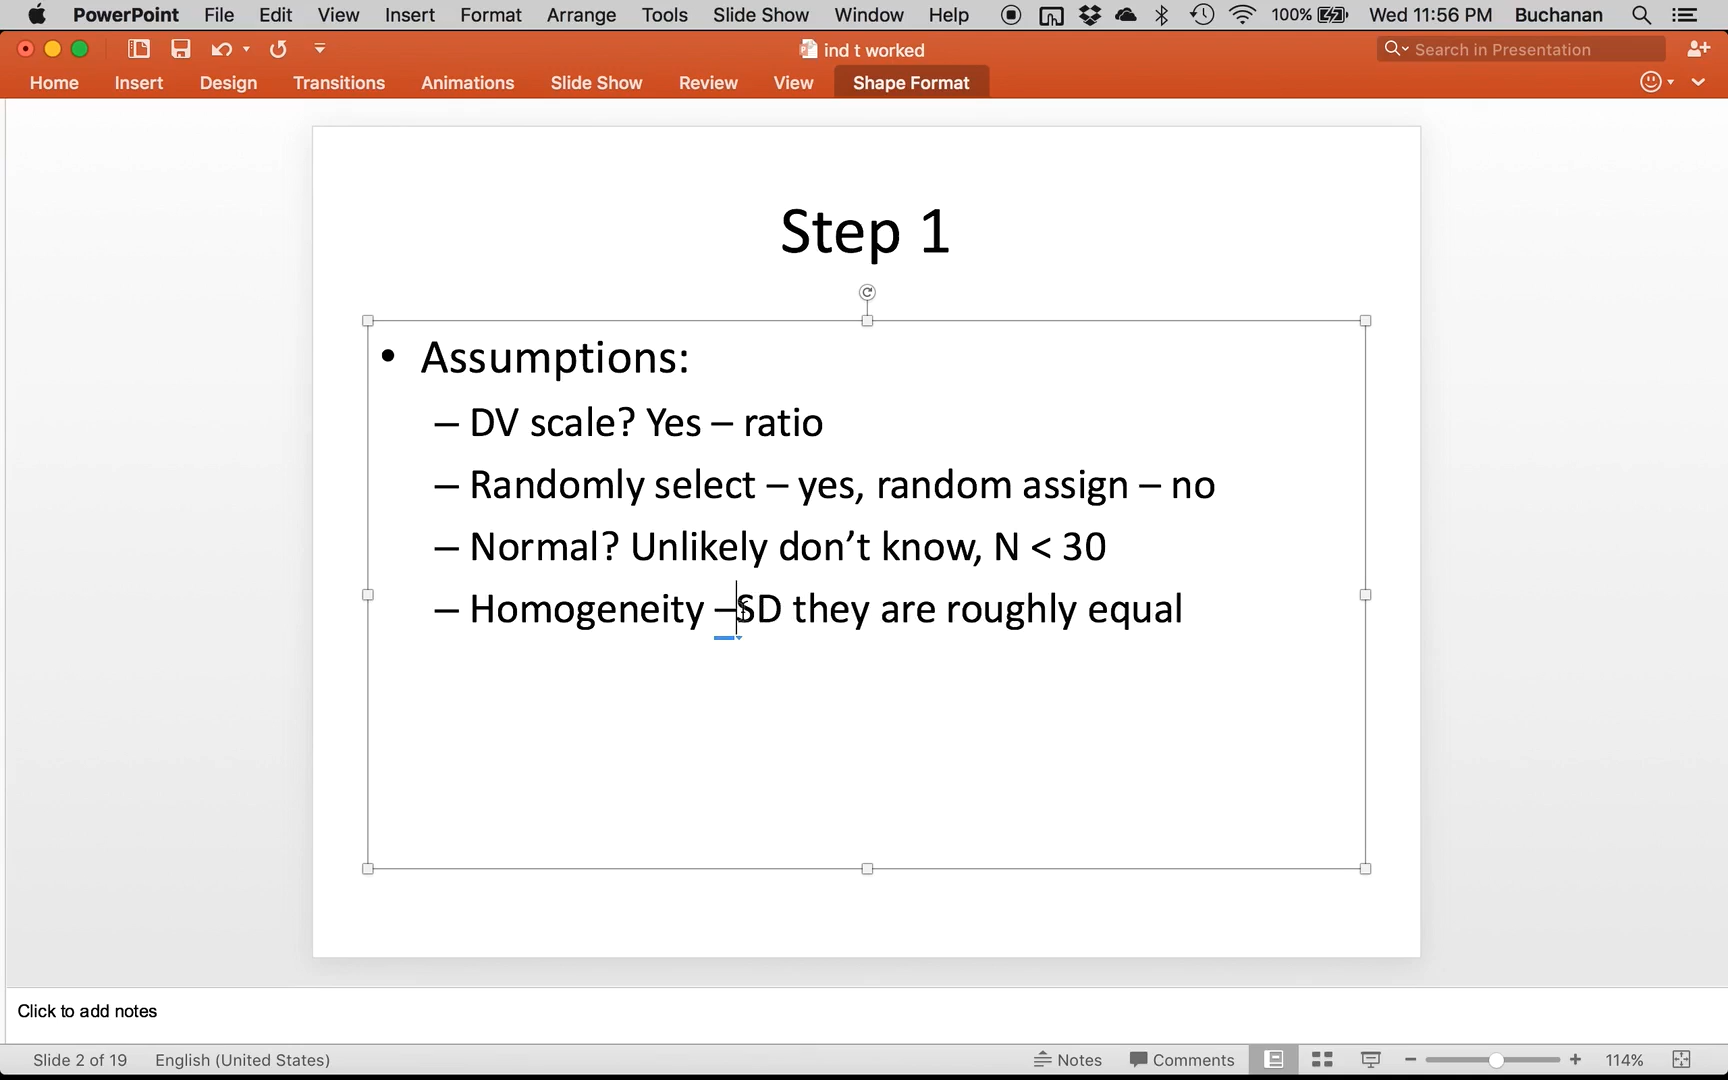 PowerPoint File Edit View Insert Format Arrange Tools Slide Show Window Help 100% Wed 11:56 PM Buchanan
ind t worked
Search in Presentation
Home Insert Design Transitions Animations Slide Show Review View Shape Format
Step 1
• Assumptions:
– DV scale? Yes – ratio
– Randomly select – yes, random assign – no
– Normal? Unlikely don’t know, N < 30
– Homogeneity –SD they are roughly equal
Click to add notes
Slide 2 of 19 English (United States) Notes Comments 114%